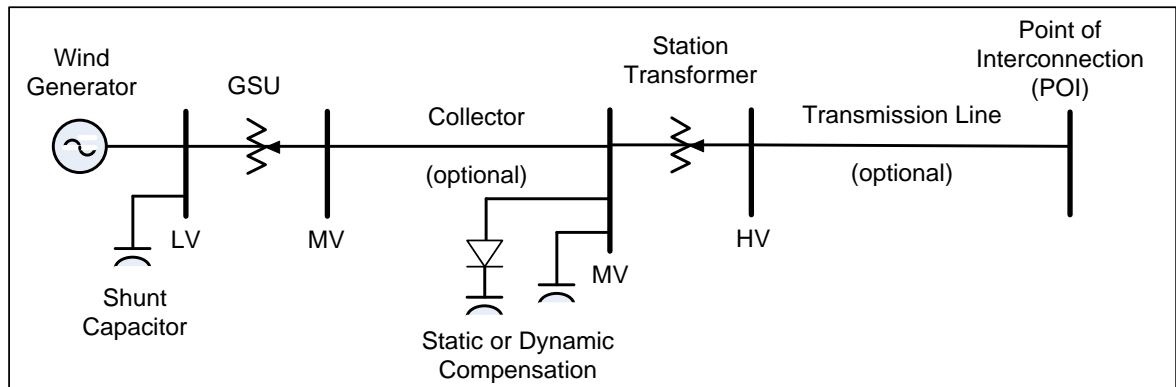 Wind
Generator
GSU
Collector
(optional)
Station
Transformer
Transmission Line
(optional)
Point of
Interconnection
(POI)
LV
MV
MV
HV
Shunt
Capacitor
Static or Dynamic
Compensation